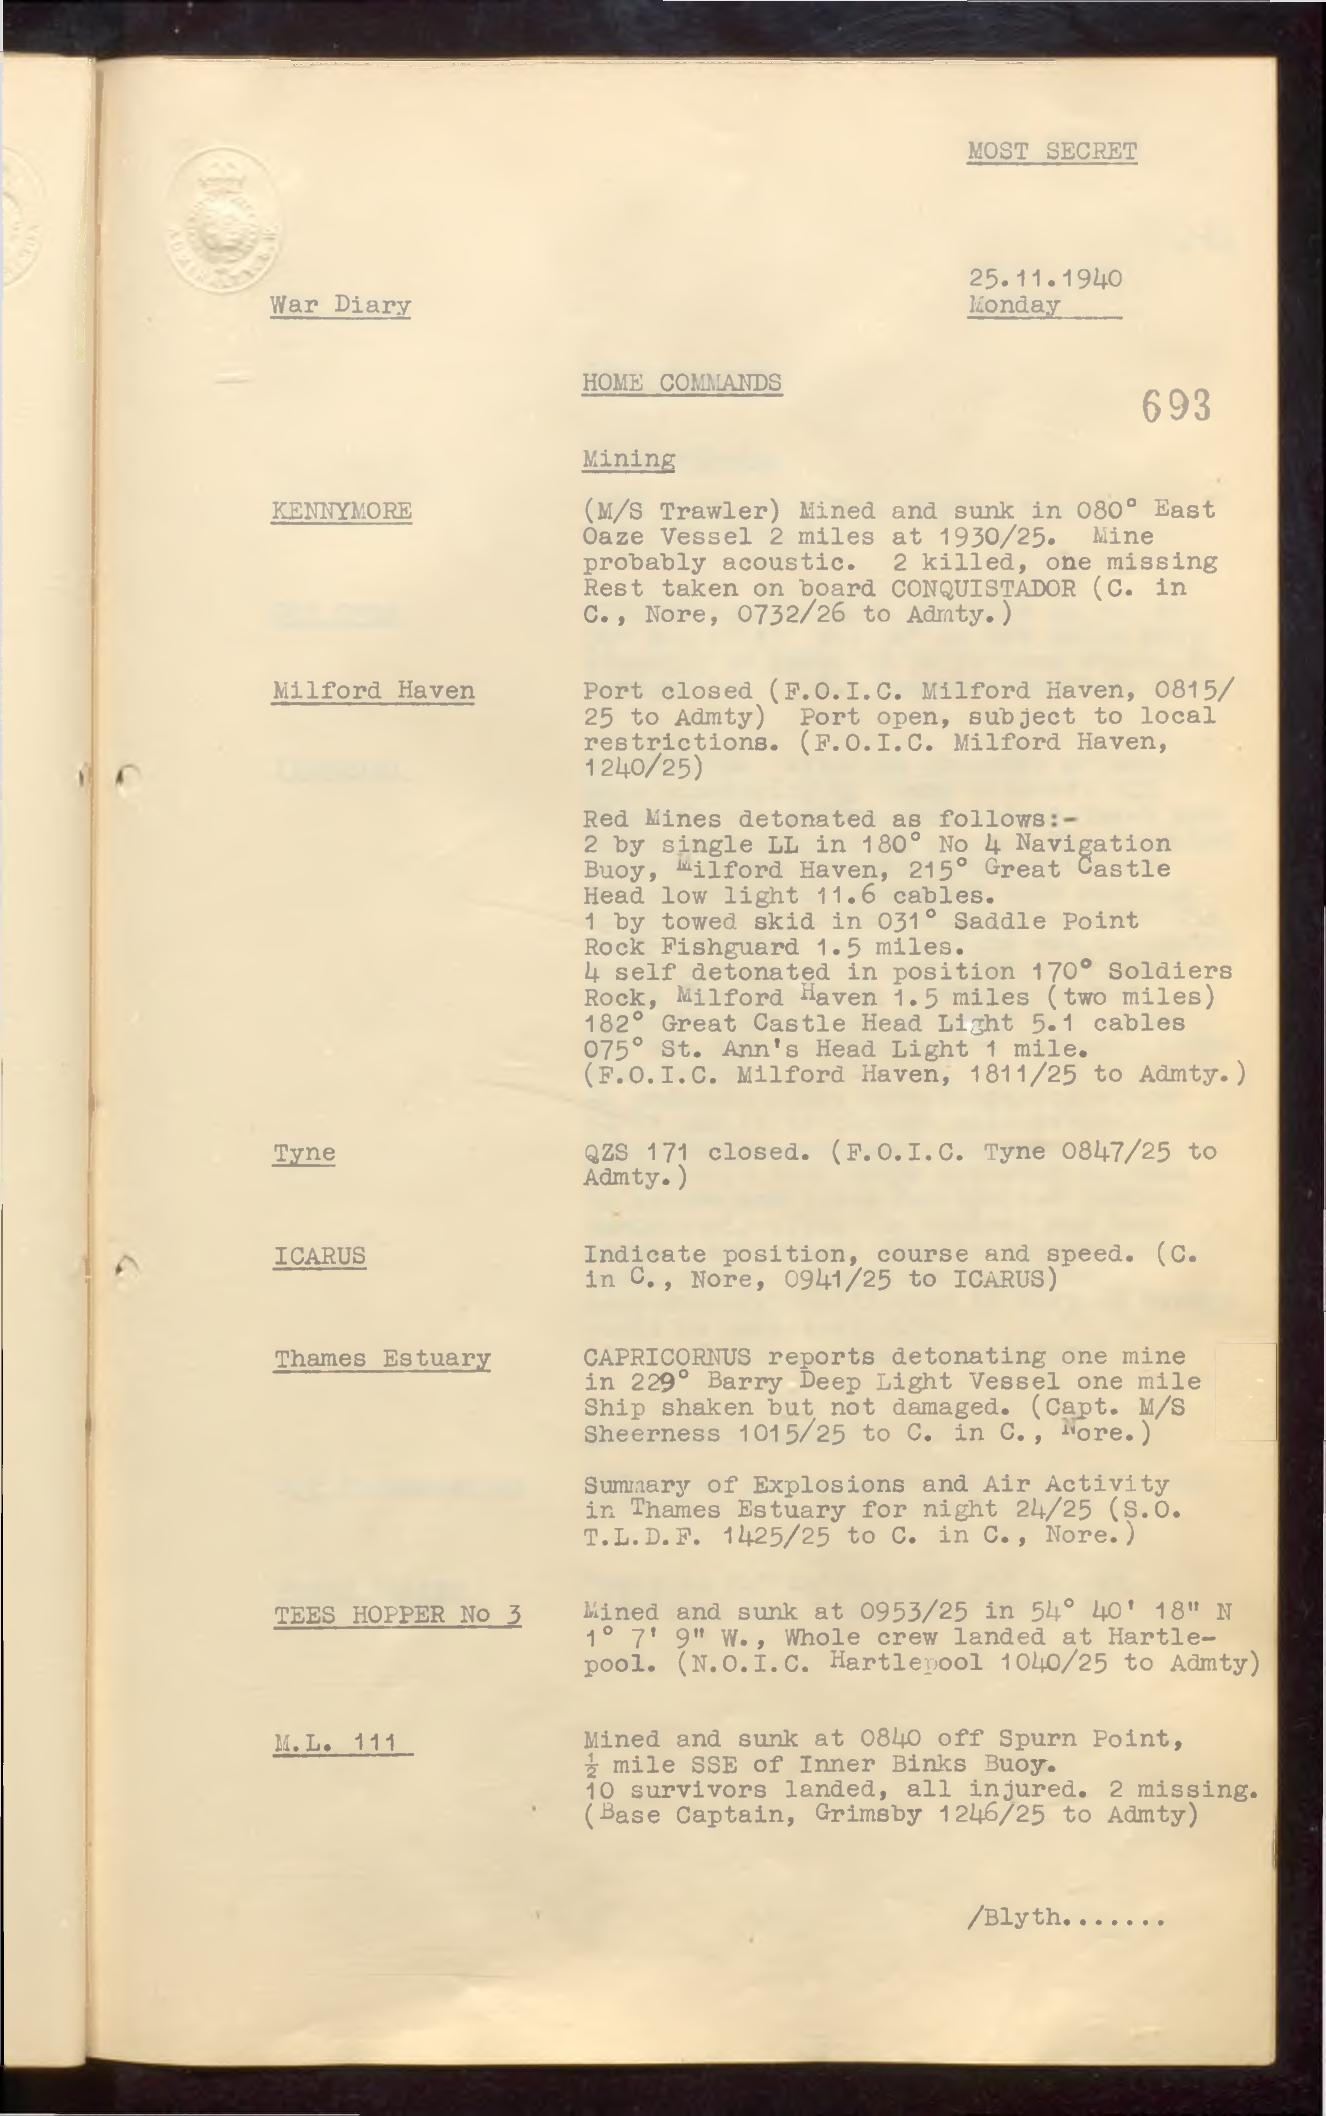 MOST SECRET
25.11.1940
War Diary
Monday
HOME COMMANDS
693
Mining
KENNYMORE
(M/S Trawler) Mined and sunk in 080° East
Oaze Vessel 2 miles at 1930/25. Mine
probably acoustic. 2 killed, one missing
Rest taken on board CONQUISTADOR (C. in
C., Nore, 0732/26 to Admty.)
Milford Haven
Port closed (F.O.I.C. Milford Haven, 0815/
25 to Admty) Port open, subject to local
restrictions. (F.O.I.C. Milford Haven,
1240/25)
Red Mines detonated as follows:-
2 by single LL in 180° No 4 Navigation
Buoy, Milford Haven, 215° Great Castle
Head low light 11.6 cables.
1 by towed skid in 031° Saddle Point
Rock Fishguard 1.5 miles.
4 self detonated in position 170° Soldiers
Rock, Milford Haven 1.5 miles (two miles)
182° Great Castle Head Light 5.1 cables
075° St. Ann's Head Light 1 mile.
(F.O.I.C. Milford Haven, 1811/25 to Admty.)
Tyne
QZS 171 closed. (F.O.I.C. Tyne 0847/25 to
Admty.)
ICARUS
Indicate position, course and speed. (C.
in C., Nore, 0941/25 to ICARUS)
Thames Estuary
CAPRICORNUS reports detonating one mine
in 229° Barry Deep Light Vessel one mile
Ship shaken but not damaged. (Capt. M/S
Sheerness 1015/25 to C. in C., Nore.)
Summary of Explosions and Air Activity
in Thames Estuary for night 24/25 (S.O.
T.L.D.F. 1425/25 to C. in C., Nore.)
TEES HOPPER No 3
Mined and sunk at 0953/25 in 54° 40' 18" N
1° 7' 9" W., Whole crew landed at Hartle-
pool. (N.O.I.C. Hartlepool 1040/25 to Admty)
M.L. 111
Mined and sunk at 0840 off Spurn Point,
½ mile SSE of Inner Binks Buoy.
10 survivors landed, all injured. 2 missing.
(Base Captain, Grimsby 1246/25 to Admty)
/Blyth.......